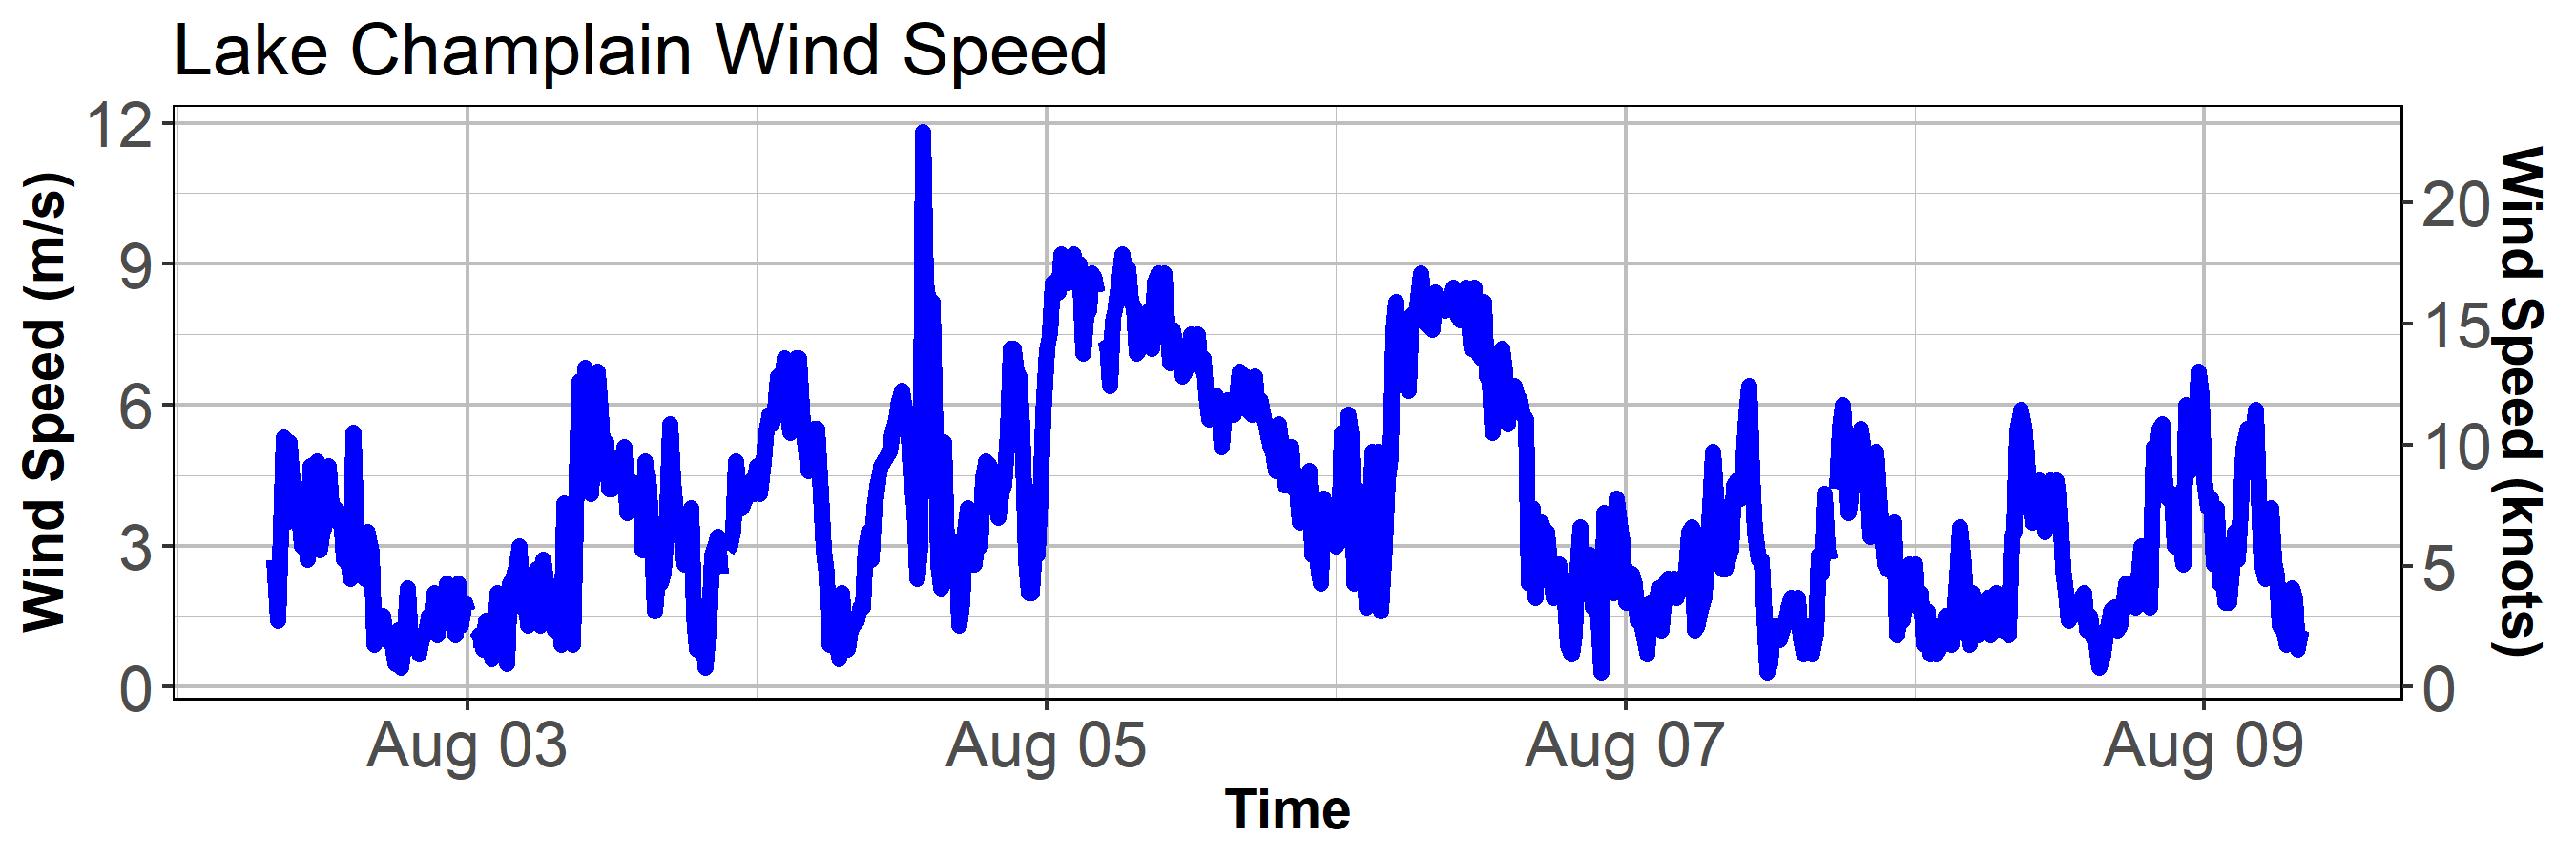 Lake Champlain Wind Speed
Wind Speed (m/s)
12
9
6
3
0
Wind Speed (knots)
20
15
10
5
0
Aug 03
Aug 05
Aug 07
Aug 09
Time